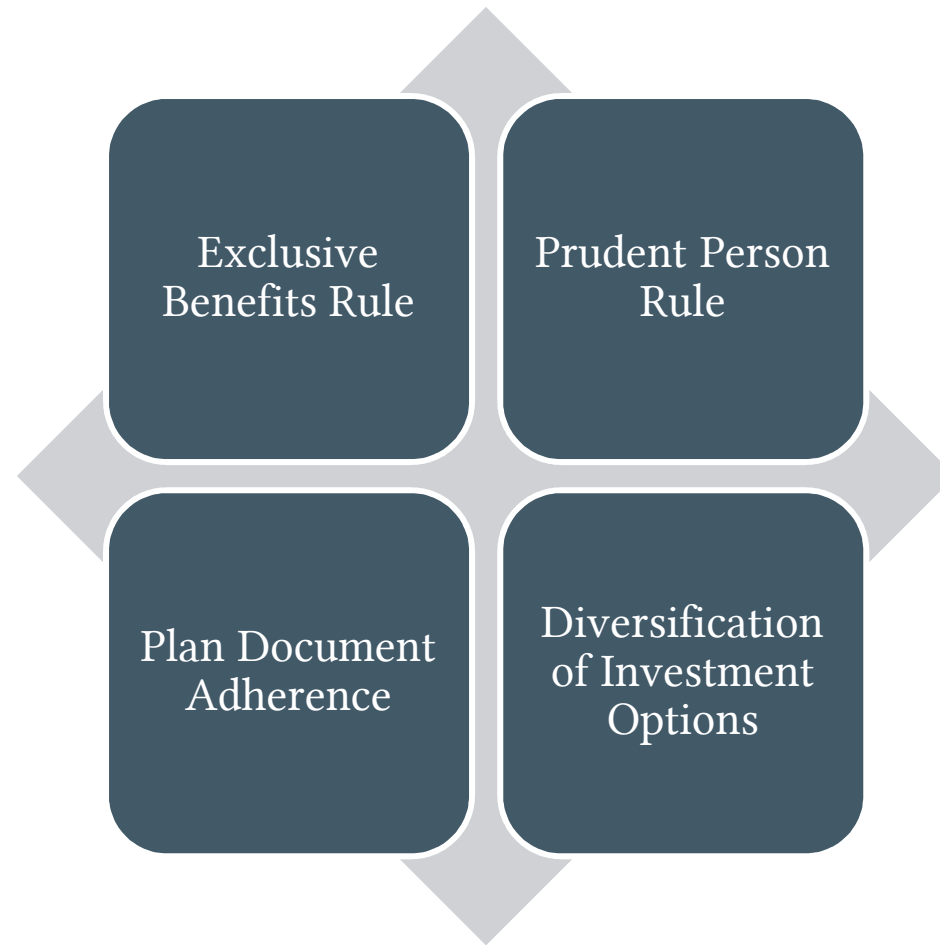 Exclusive
Benefits Rule
Prudent Person
Rule
Plan Document
Adherence
Diversification
of Investment
Options